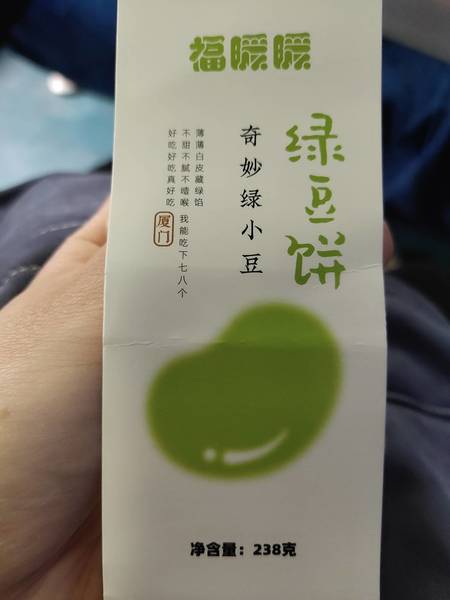 福暖暖
绿豆饼
奇妙绿小豆
薄薄白皮藏绿馅
不甜不腻不噎喉
好吃好吃真好吃
我能吃下七八个
厦门
净含量：238克